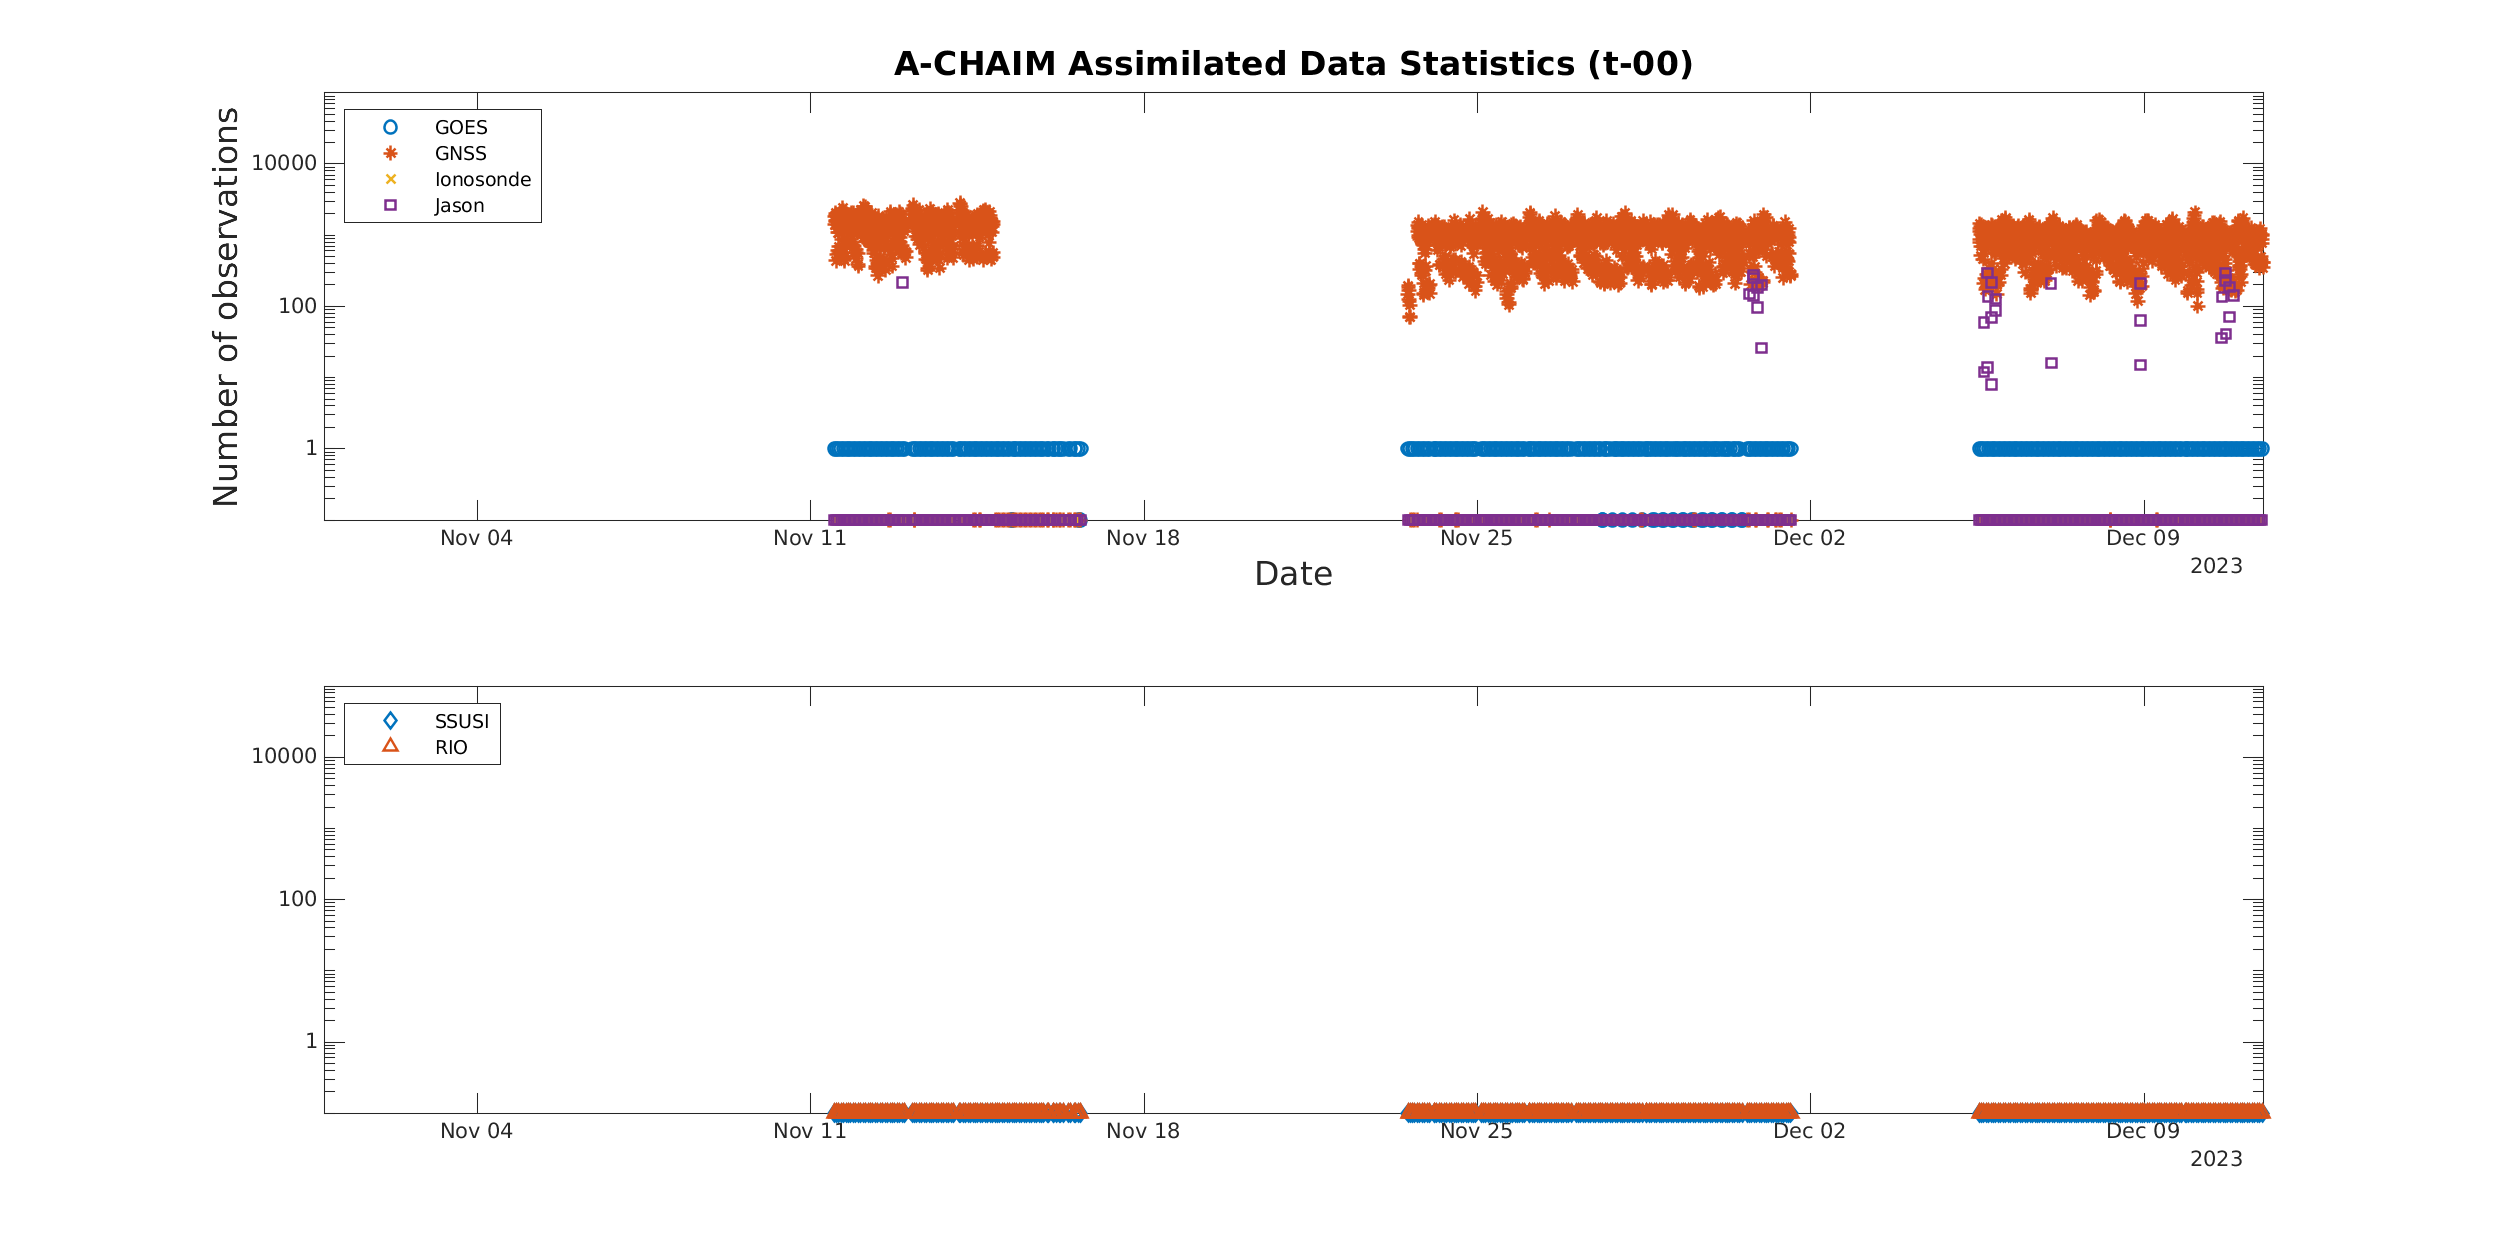 A-CHAIM Assimilated Data Statistics (t-00)
Number of observations
GOES
GNSS
Ionosonde
Jason
10000
100
1
Nov 04 Nov 11 Nov 18 Nov 25 Dec 02 Dec 09
2023
Date
SSUSI
RIO
10000
100
1
Nov 04 Nov 11 Nov 18 Nov 25 Dec 02 Dec 09
2023